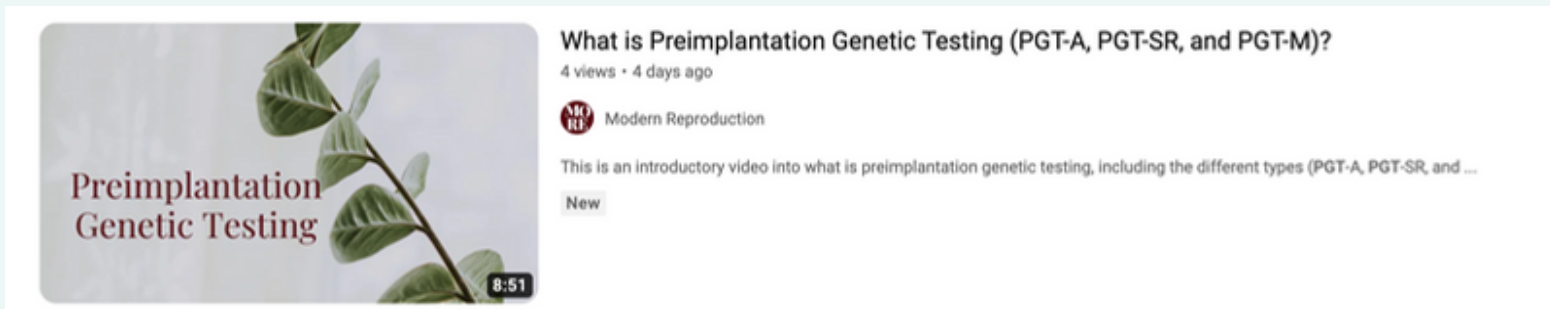 Preimplantation
Genetic Testing
8:51
What is Preimplantation Genetic Testing (PGT-A, PGT-SR, and PGT-M)?
4 views • 4 days ago
MO
RE
Modern Reproduction
This is an introductory video into what is preimplantation genetic testing, including the different types (PGT-A, PGT-SR, and ...
New